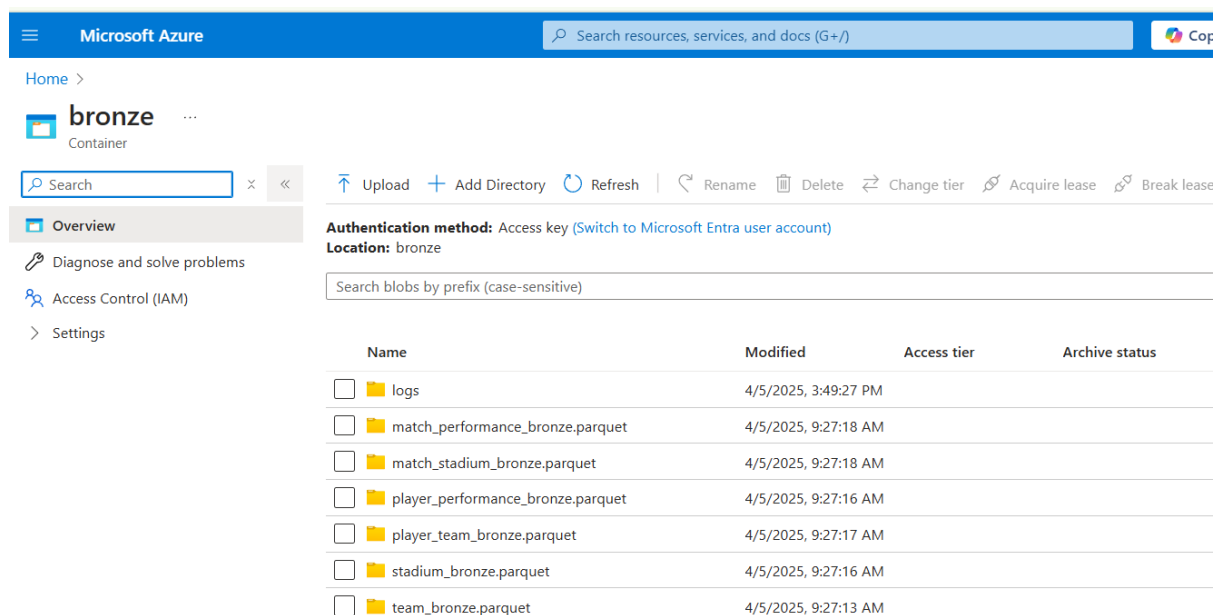 Microsoft Azure
Search resources, services, and docs (G+/)
Home >
bronze ...
Container
Search
Upload Add Directory Refresh Rename Delete Change tier Acquire lease Break lease
Overview
Authentication method: Access key (Switch to Microsoft Entra user account)
Location: bronze
Diagnose and solve problems
Search blobs by prefix (case-sensitive)
Access Control (IAM)
Settings
Name Modified Access tier Archive status
logs 4/5/2025, 3:49:27 PM
match_performance_bronze.parquet 4/5/2025, 9:27:18 AM
match_stadium_bronze.parquet 4/5/2025, 9:27:18 AM
player_performance_bronze.parquet 4/5/2025, 9:27:16 AM
player_team_bronze.parquet 4/5/2025, 9:27:17 AM
stadium_bronze.parquet 4/5/2025, 9:27:16 AM
team_bronze.parquet 4/5/2025, 9:27:13 AM